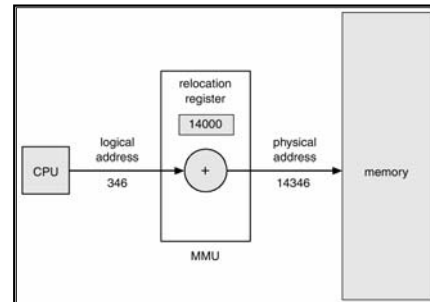 relocation
register
14000
logical
address
346
CPU
+
physical
address
14346
memory
MMU